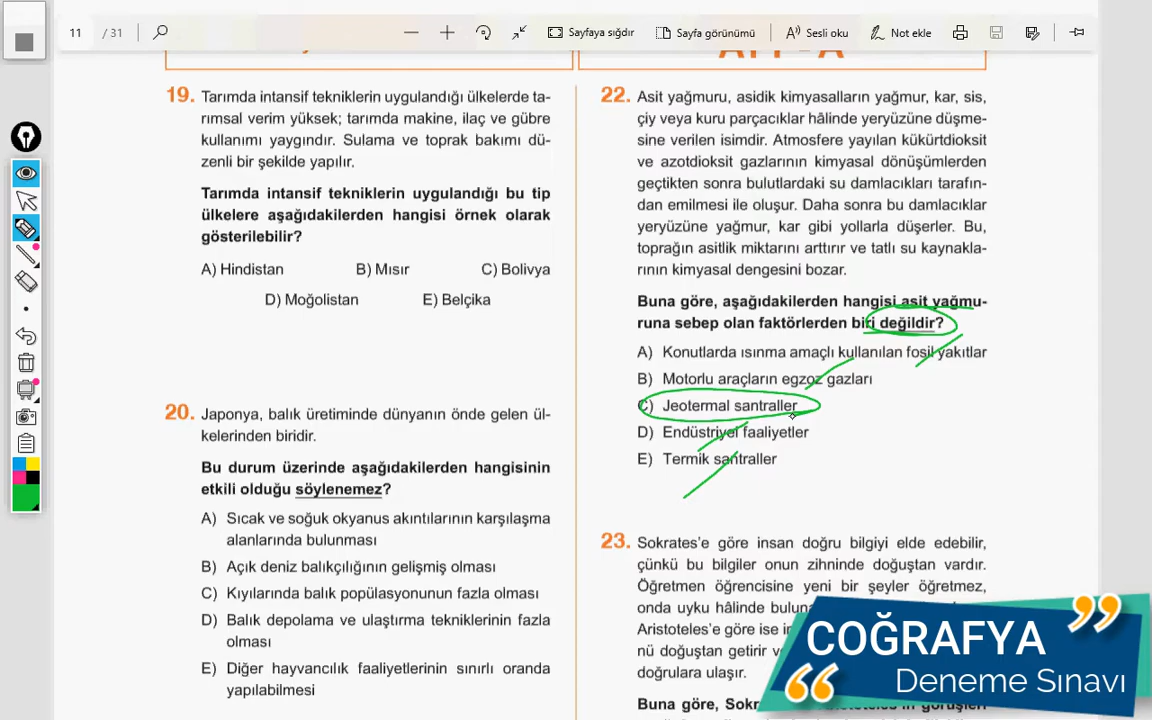 11 / 31
Sayfaya sığdır
Sayfa görünümü
Sesli oku
Not ekle
19. Tarımda intansif tekniklerin uygulandığı ülkelerde ta-
rımsal verim yüksek; tarımda makine, ilaç ve gübre
kullanımı yaygındır. Sulama ve toprak bakımı dü-
zenli bir şekilde yapılır.
Tarımda intansif tekniklerin uygulandığı bu tip
ülkelere aşağıdakilerden hangisi örnek olarak
gösterilebilir?
A) Hindistan B) Mısır C) Bolivya
D) Moğolistan E) Belçika
20. Japonya, balık üretiminde dünyanın önde gelen ül-
kelerinden biridir.
Bu durum üzerinde aşağıdakilerden hangisinin
etkili olduğu söylenemez?
A) Sıcak ve soğuk okyanus akıntılarının karşılaşma
alanlarında bulunması
B) Açık deniz balıkçılığının gelişmiş olması
C) Kıyılarında balık popülasyonunun fazla olması
D) Balık depolama ve ulaştırma tekniklerinin fazla
olması
E) Diğer hayvancılık faaliyetlerinin sınırlı oranda
yapılabilmesi
22. Asit yağmuru, asidik kimyasalların yağmur, kar, sis,
çiy veya kuru parçacıklar hâlinde yeryüzüne düşme-
sine verilen isimdir. Atmosfere yayılan kükürtdioksit
ve azotdioksit gazlarının kimyasal dönüşümlerden
geçtikten sonra bulutlardaki su damlacıkları tarafın-
dan emilmesi ile oluşur. Daha sonra bu damlacıklar
yeryüzüne yağmur, kar gibi yollarla düşerler. Bu,
toprağın asitlik miktarını arttırır ve tatlı su kaynakla-
rının kimyasal dengesini bozar.
Buna göre, aşağıdakilerden hangisi asit yağmu-
runa sebep olan faktörlerden biri değildir?
A) Konutlarda ısınma amaçlı kullanılan fosil yakıtlar
B) Motorlu araçların egzoz gazları
C) Jeotermal santraller
D) Endüstriyel faaliyetler
E) Termik santraller
23. Sokrates'e göre insan doğru bilgiyi elde edebilir,
çünkü bu bilgiler onun zihninde doğuştan vardır.
Öğretmen öğrencisine yeni bir şeyler öğretmez,
onda uyku hâlinde
Aristoteles'e göre ise
nü doğuştan getirir
doğrulara ulaşır.
Buna göre,
COĞRAFYA
Deneme Sınavı